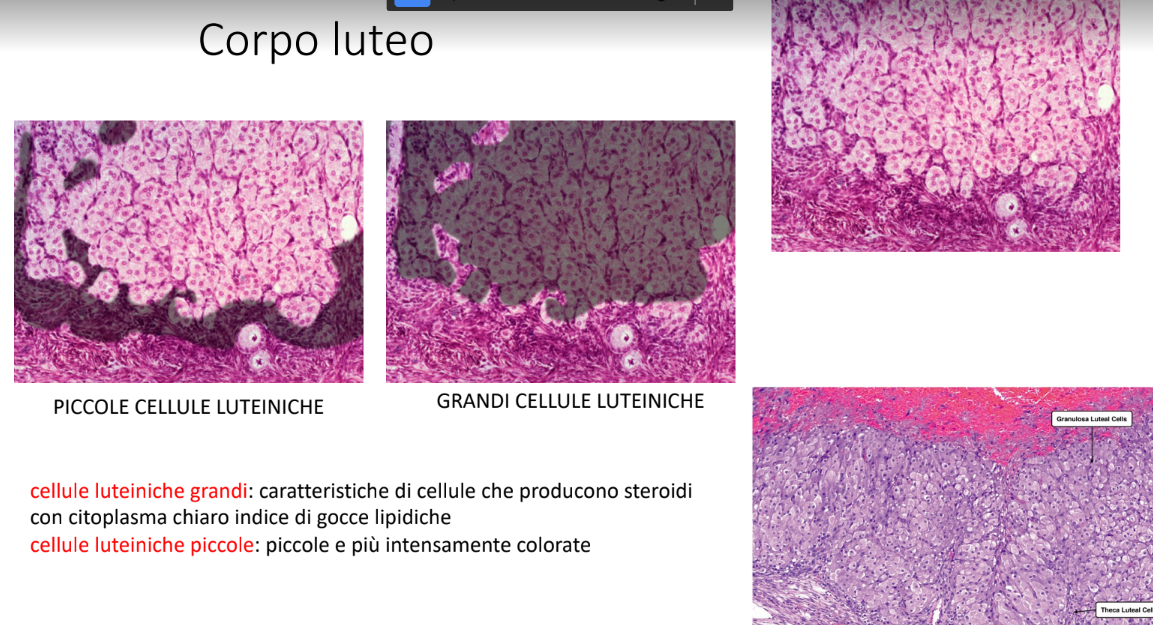 Corpo luteo
PICCOLE CELLULE LUTEINICHE
GRANDI CELLULE LUTEINICHE
cellule luteiniche grandi: caratteristiche di cellule che producono steroidi
con citoplasma chiaro indice di gocce lipidiche
cellule luteiniche piccole: piccole e più intensamente colorate
Granulosa Luteal Cells
Theca Luteal Cel